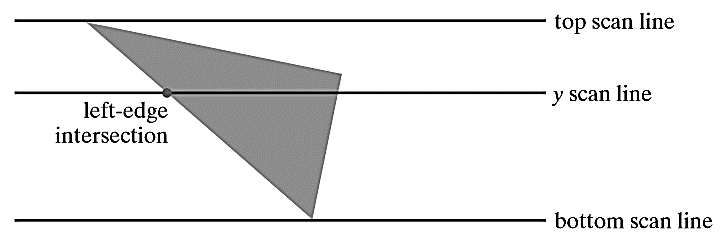 top scan line
y scan line
left-edge
intersection
bottom scan line